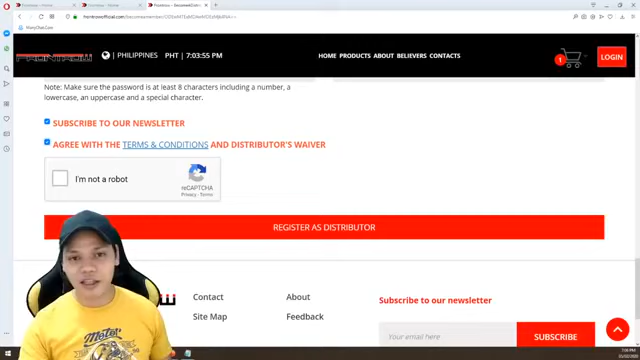 FRONTROW
PHILIPPINES
PHT | 7:03:55 PM
HOME PRODUCTS ABOUT BELIEVERS CONTACTS
1
LOGIN
Note: Make sure the password is at least 8 characters including a number, a
lowercase, an uppercase and a special character.
SUBSCRIBE TO OUR NEWSLETTER
AGREE WITH THE TERMS & CONDITIONS AND DISTRIBUTOR'S WAIVER
I'm not a robot
reCAPTCHA
Privacy - Terms
REGISTER AS DISTRIBUTOR
Contact
About
Subscribe to our newsletter
Site Map
Feedback
Your email here
SUBSCRIBE